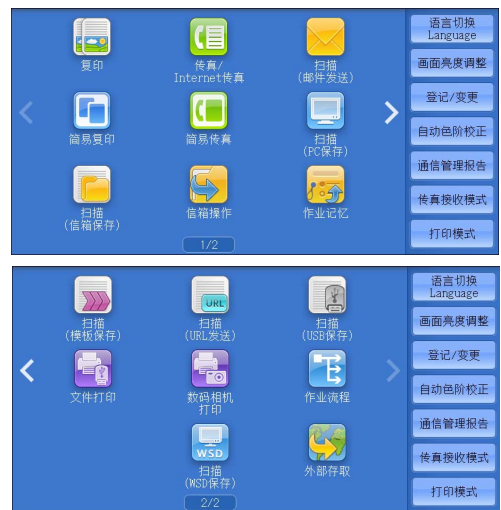 复印
传真/
Internet传真
扫描
(邮件发送)
简易复印
简易传真
扫描
(PC保存)
扫描
(信箱保存)
信箱操作
作业记忆
1/2
语言切换
Language
画面亮度调整
登记/变更
自动色阶校正
通信管理报告
传真接收模式
打印模式
扫描
(模板保存)
URL
扫描
(URL发送)
扫描
(USB保存)
文件打印
数码相机
打印
作业流程
WSD
扫描
(WSD保存)
外部存取
2/2
语言切换
Language
画面亮度调整
登记/变更
自动色阶校正
通信管理报告
传真接收模式
打印模式